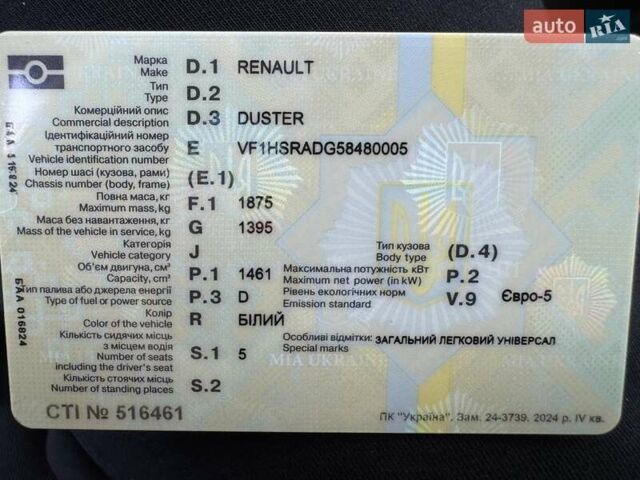 auto RIA
.com
Марка
Make D.1 RENAULT
Тип
Type D.2
Комерційний опис
Commercial description D.3 DUSTER
Ідентифікаційний номер
транспортного засобу
Vehicle identification number E VF1HSRADG58480005
Номер шасі (кузова, рами)
Chassis number (body, frame) (E.1)
Повна маса, кг
Maximum mass, kg F.1 1875
Маса без навантаження, кг
Mass of the vehicle in service, kg G 1395
Категорія
Vehicle category J
Тип кузова
Body type (D.4)
Об'єм двигуна, см³
Capacity, cm³ P.1 1461
Максимальна потужність кВт
Maximum net power (in kW) P.2
Тип палива або джерела енергії
Type of fuel or power source P.3 D
Рівень екологічних норм
Emission standard V.9 Євро-5
Колір
Color of the vehicle R БІЛИЙ
Кількість сидячих місць
з місцем водія
Number of seats
including the driver's seat S.1 5
Особливі відмітки: ЗАГАЛЬНИЙ ЛЕГКОВИЙ УНІВЕРСАЛ
Special marks
Кількість стоячих місць
Number of standing places S.2
СТІ № 516461
ПК "Україна". Зам. 24-3739. 2024 р. IV кв.
БАА 016824
MIA UKRAINE